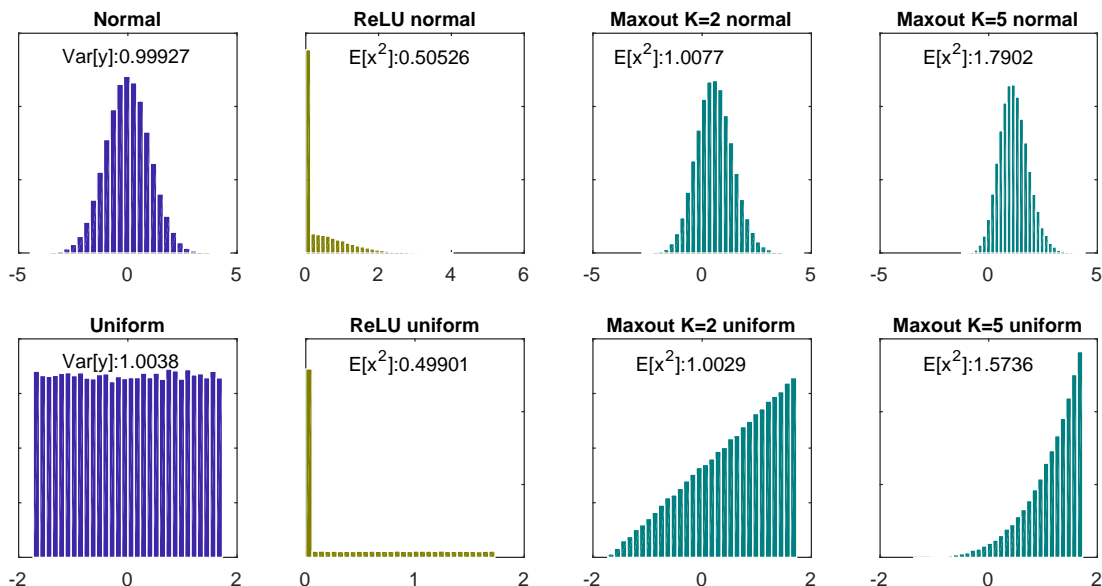 Normal
ReLU normal
Maxout K=2 normal
Maxout K=5 normal
Var[y]:0.99927
E[x²]:0.50526
E[x²]:1.0077
E[x²]:1.7902
-5 0 5
0 2 4 6
-5 0 5
-5 0 5
Uniform
ReLU uniform
Maxout K=2 uniform
Maxout K=5 uniform
Var[y]:1.0038
E[x²]:0.49901
E[x²]:1.0029
E[x²]:1.5736
-2 0 2
0 1 2
-2 0 2
-2 0 2